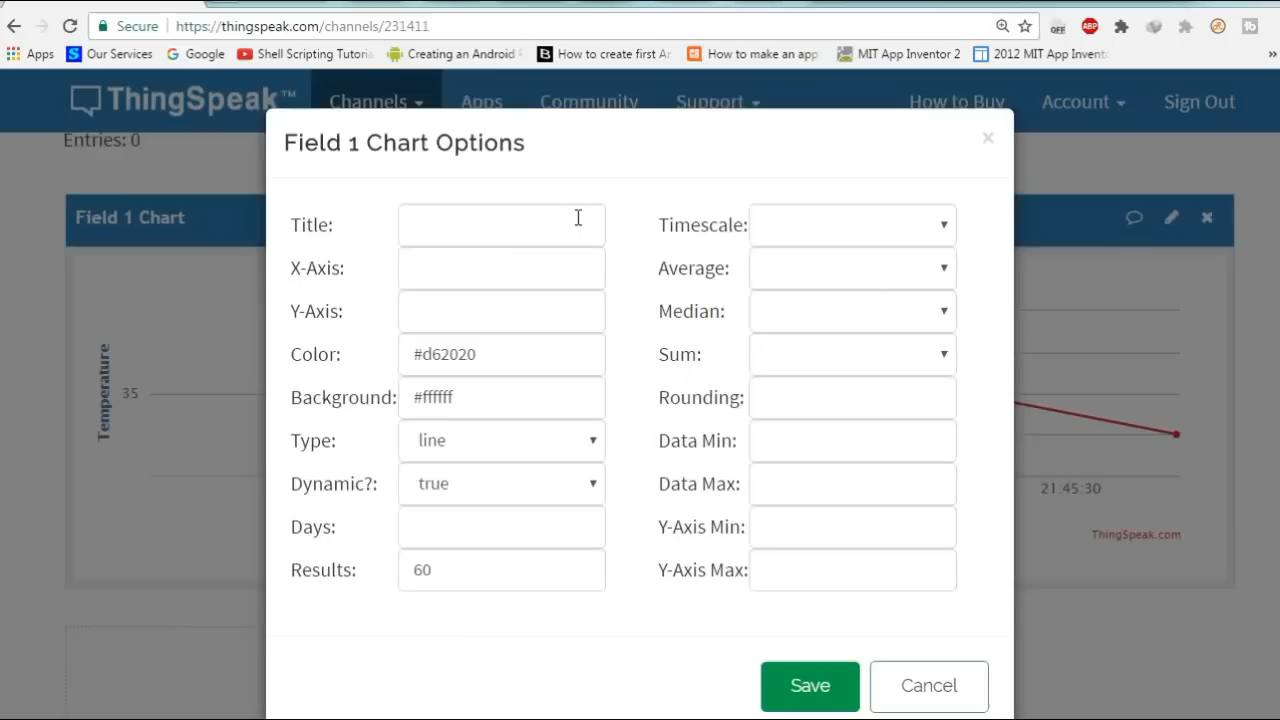 Secure https://thingspeak.com/channels/231411
OFF ABP
Apps Our Services Google Shell Scripting Tutoria Creating an Android How to create first Ar How to make an app MIT App Inventor 2 2012 MIT App Invento »
ThingSpeak™ Channels Apps Community Support How to Buy Account Sign Out
Entries: 0
Field 1 Chart
Temperature
35
21:45:30
ThingSpeak.com
Field 1 Chart Options ×
Title: Timescale:
X-Axis: Average:
Y-Axis: Median:
Color: #d62020 Sum:
Background: #ffffff Rounding:
Type: line Data Min:
Dynamic?: true Data Max:
Days: Y-Axis Min:
Results: 60 Y-Axis Max:
Save Cancel